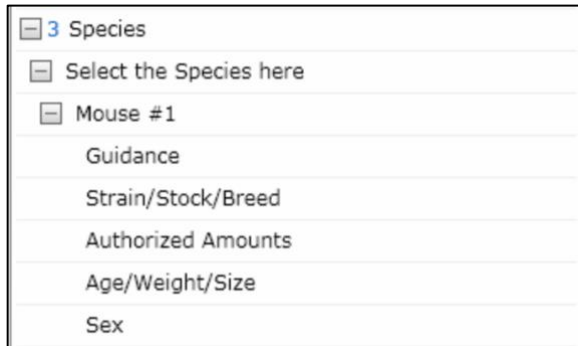 3 Species
Select the Species here
Mouse #1
Guidance
Strain/Stock/Breed
Authorized Amounts
Age/Weight/Size
Sex